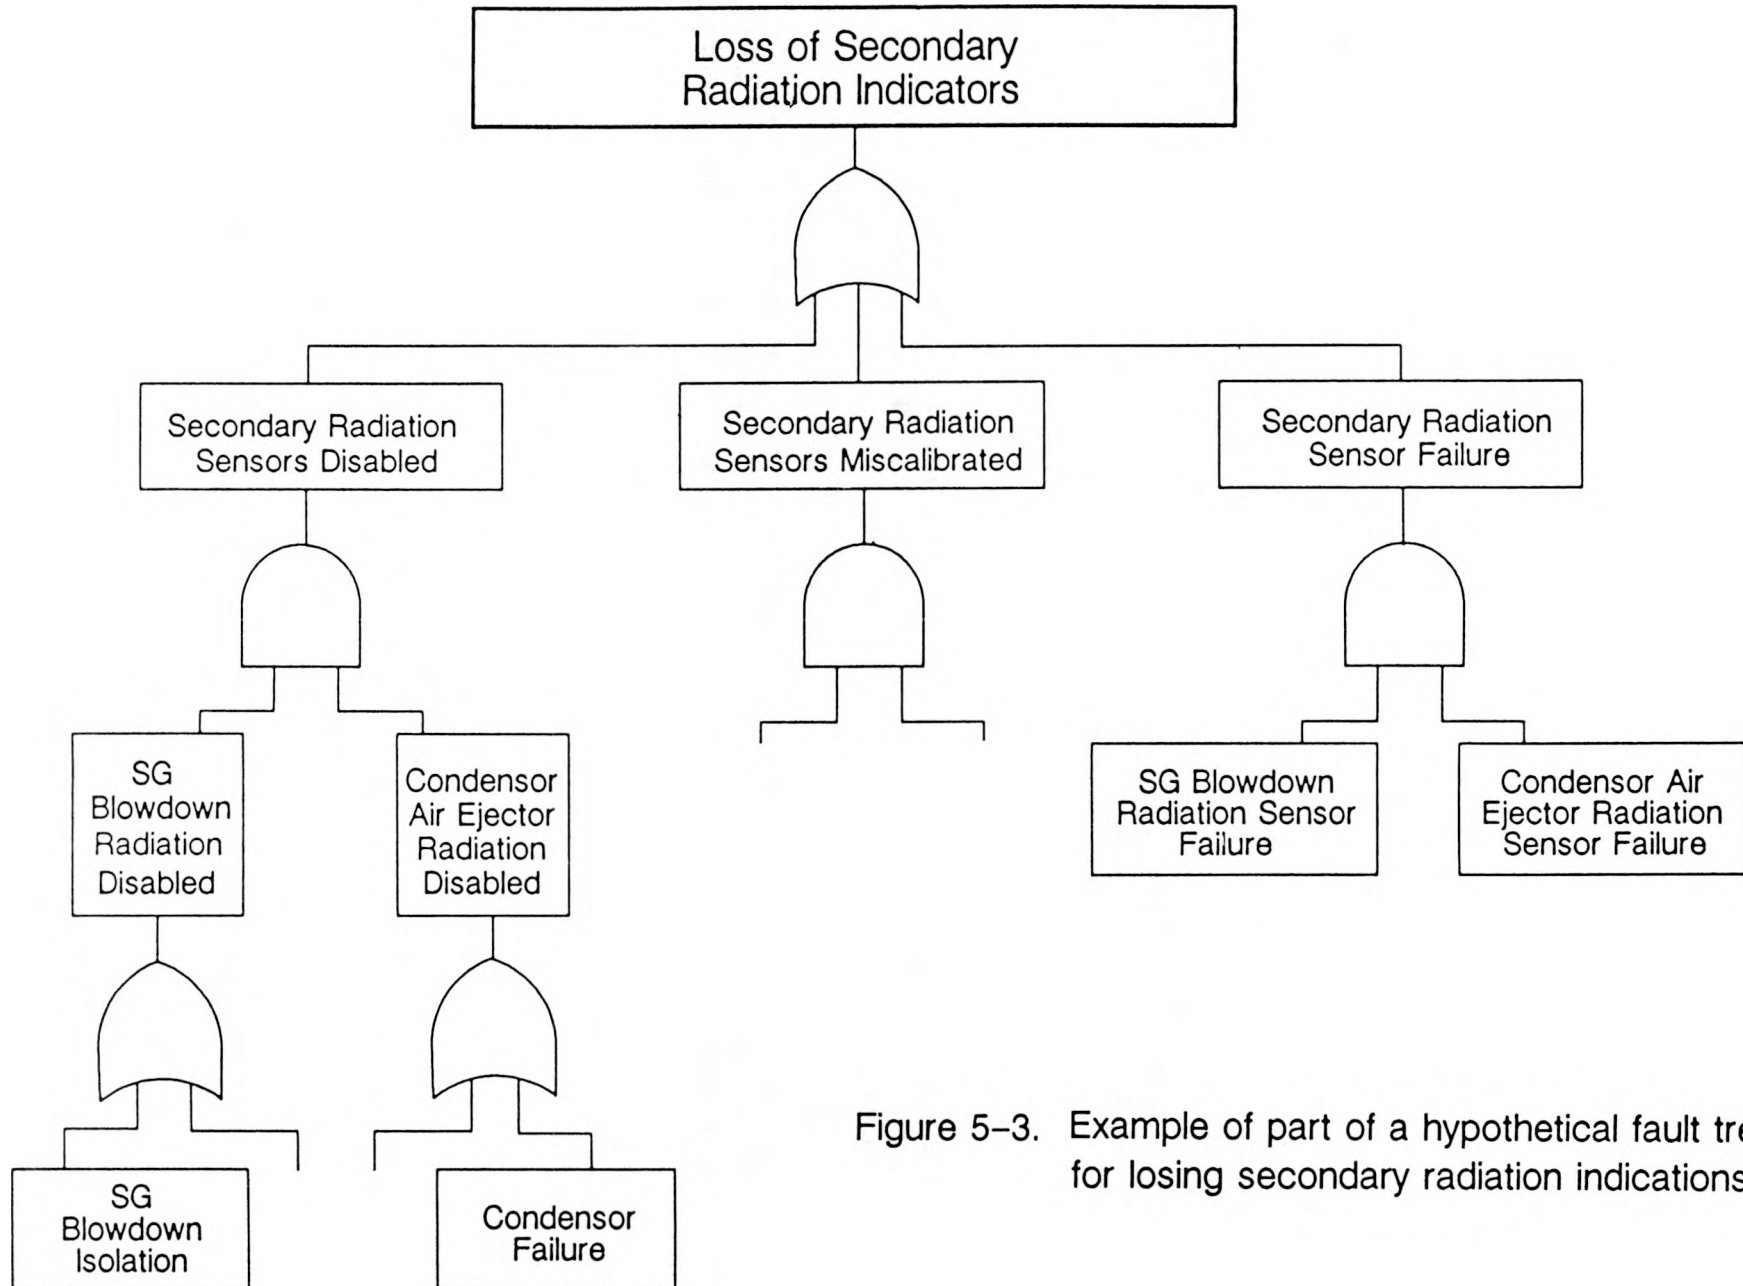 Loss of Secondary
Radiation Indicators
Secondary Radiation
Sensors Disabled
Secondary Radiation
Sensors Miscalibrated
Secondary Radiation
Sensor Failure
SG
Blowdown
Radiation
Disabled
Condensor
Air Ejector
Radiation
Disabled
SG Blowdown
Radiation Sensor
Failure
Condensor Air
Ejector Radiation
Sensor Failure
SG
Blowdown
Isolation
Condensor
Failure
Figure 5–3. Example of part of a hypothetical fault
for losing secondary radiation indications